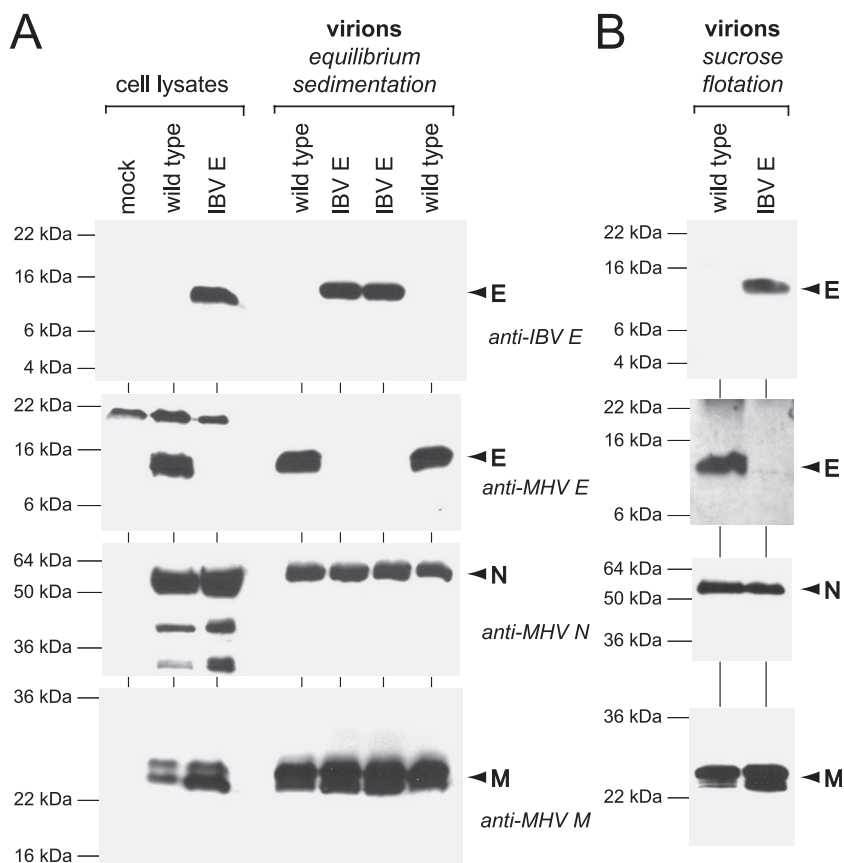 A
cell lysates
virions
equilibrium
sedimentation
mock
wild type
IBV E
wild type
IBV E
IBV E
wild type
22 kDa
16 kDa
6 kDa
4 kDa
E
anti-IBV E
22 kDa
16 kDa
6 kDa
E
anti-MHV E
64 kDa
50 kDa
36 kDa
N
anti-MHV N
36 kDa
22 kDa
16 kDa
M
anti-MHV M
B
virions
sucrose
flotation
wild type
IBV E
22 kDa
16 kDa
6 kDa
4 kDa
E
22 kDa
16 kDa
6 kDa
E
64 kDa
50 kDa
36 kDa
N
36 kDa
22 kDa
M